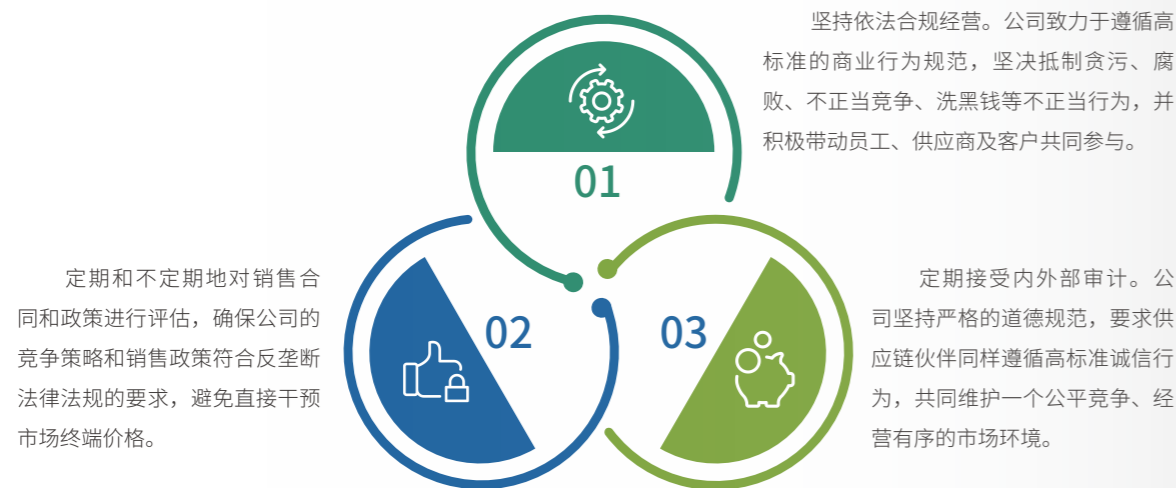 坚持依法合规经营。公司致力于遵循高
标准的商业行为规范，坚决抵制贪污、腐
败、不正当竞争、洗黑钱等不正当行为，并
积极带动员工、供应商及客户共同参与。
01
定期和不定期地对销售合
同和政策进行评估，确保公司的
竞争策略和销售政策符合反垄断
法律法规的要求，避免直接干预
市场终端价格。
02
03
定期接受内外部审计。公
司坚持严格的道德规范，要求供
应链伙伴同样遵循高标准诚信行
为，共同维护一个公平竞争、经
营有序的市场环境。